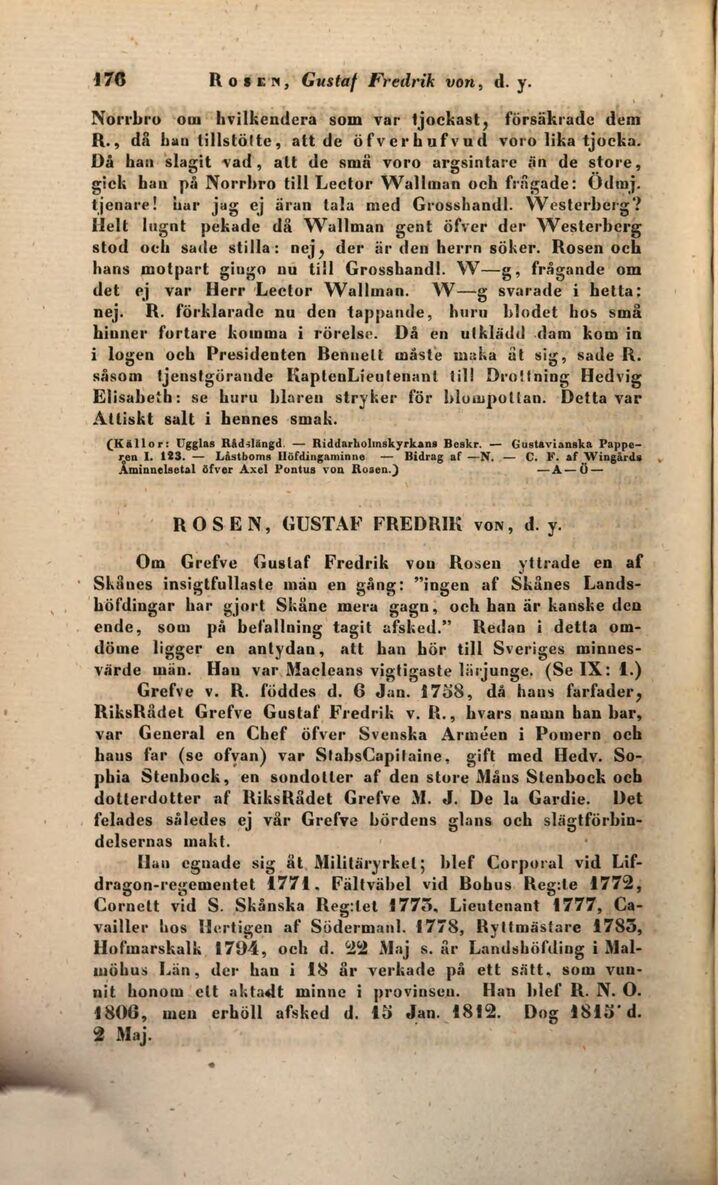 176 ROSEN, Gustaf Fredrik von, d. y.
Norrbro om hvilkendera som var tjockast, försäkrade dem
R., då han tillstötte, att de öfverhufvud voro lika tjocka.
Då han slagit vad, att de små voro argsintare än de store,
gick han på Norrbro till Lector Wallman och frågade: Ödmj.
tjenare! har jag ej äran tala med Grosshandl. Westerberg?
Helt lugnt pekade då Wallman gent öfver der Westerberg
stod och sade stilla: nej, der är den herrn söker. Rosen och
hans motpart gingo nu till Grosshandl. W—g, frågande om
det ej var Herr Lector Wallman. W—g svarade i hetta:
nej. R. förklarade nu den tappande, huru blodet hos små
hinner fortare komma i rörelse. Då en utklädd dam kom in
i logen och Presidenten Bennett måste maka åt sig, sade R.
såsom tjenstgörande KaptenLieutenant till Drottning Hedvig
Elisabeth: se huru blaren stryker för blompottan. Detta var
Attiskt salt i hennes smak.
(Källor: Ugglas Rådslängd. — Riddarholmskyrkans Beskr. — Gustavianska Pappe-
ren I. 123. — Låstboms Höfdingaminne — Bidrag af —N. — C. F. af Wingårds
Åminnelsetal öfver Axel Pontus von Rosen.) —A—Ö—
ROSEN, GUSTAF FREDRIK VON, d. y.
Om Grefve Gustaf Fredrik von Rosen yttrade en af
Skånes insigtfullaste män en gång: "ingen af Skånes Lands-
höfdingar har gjort Skåne mera gagn, och han är kanske den
ende, som på befallning tagit afsked." Redan i detta om-
döme ligger en antydan, att han hör till Sveriges minnes-
värde män. Han var Macleans vigtigaste lärjunge. (Se IX: 1.)
Grefve v. R. föddes d. 6 Jan. 1758, då hans farfader,
RiksRådet Grefve Gustaf Fredrik v. R., hvars namn han bar,
var General en Chef öfver Svenska Arméen i Pomern och
hans far (se ofvan) var StabsCapitaine, gift med Hedv. So-
phia Stenbock, en sondotter af den store Måns Stenbock och
dotterdotter af RiksRådet Grefve M. J. De la Gardie. Det
felades således ej vår Grefve bördens glans och slägtförbin-
delsernas makt.
Han egnade sig åt Militäryrket; blef Corporal vid Lif-
dragon-regementet 1771, Fältväbel vid Bohus Reg:te 1772,
Cornett vid S. Skånska Reg:tet 1775, Lieutenant 1777, Ca-
vailler hos Hertigen af Södermanl. 1778, Ryttmästare 1783,
Hofmarskalk 1794, och d. 22 Maj s. år Landshöfding i Mal-
möhus Län, der han i 18 år verkade på ett sätt, som vun-
nit honom ett aktadt minne i provinsen. Han blef R. N. O.
1806, men erhöll afsked d. 15 Jan. 1812. Dog 1815 d.
2 Maj.